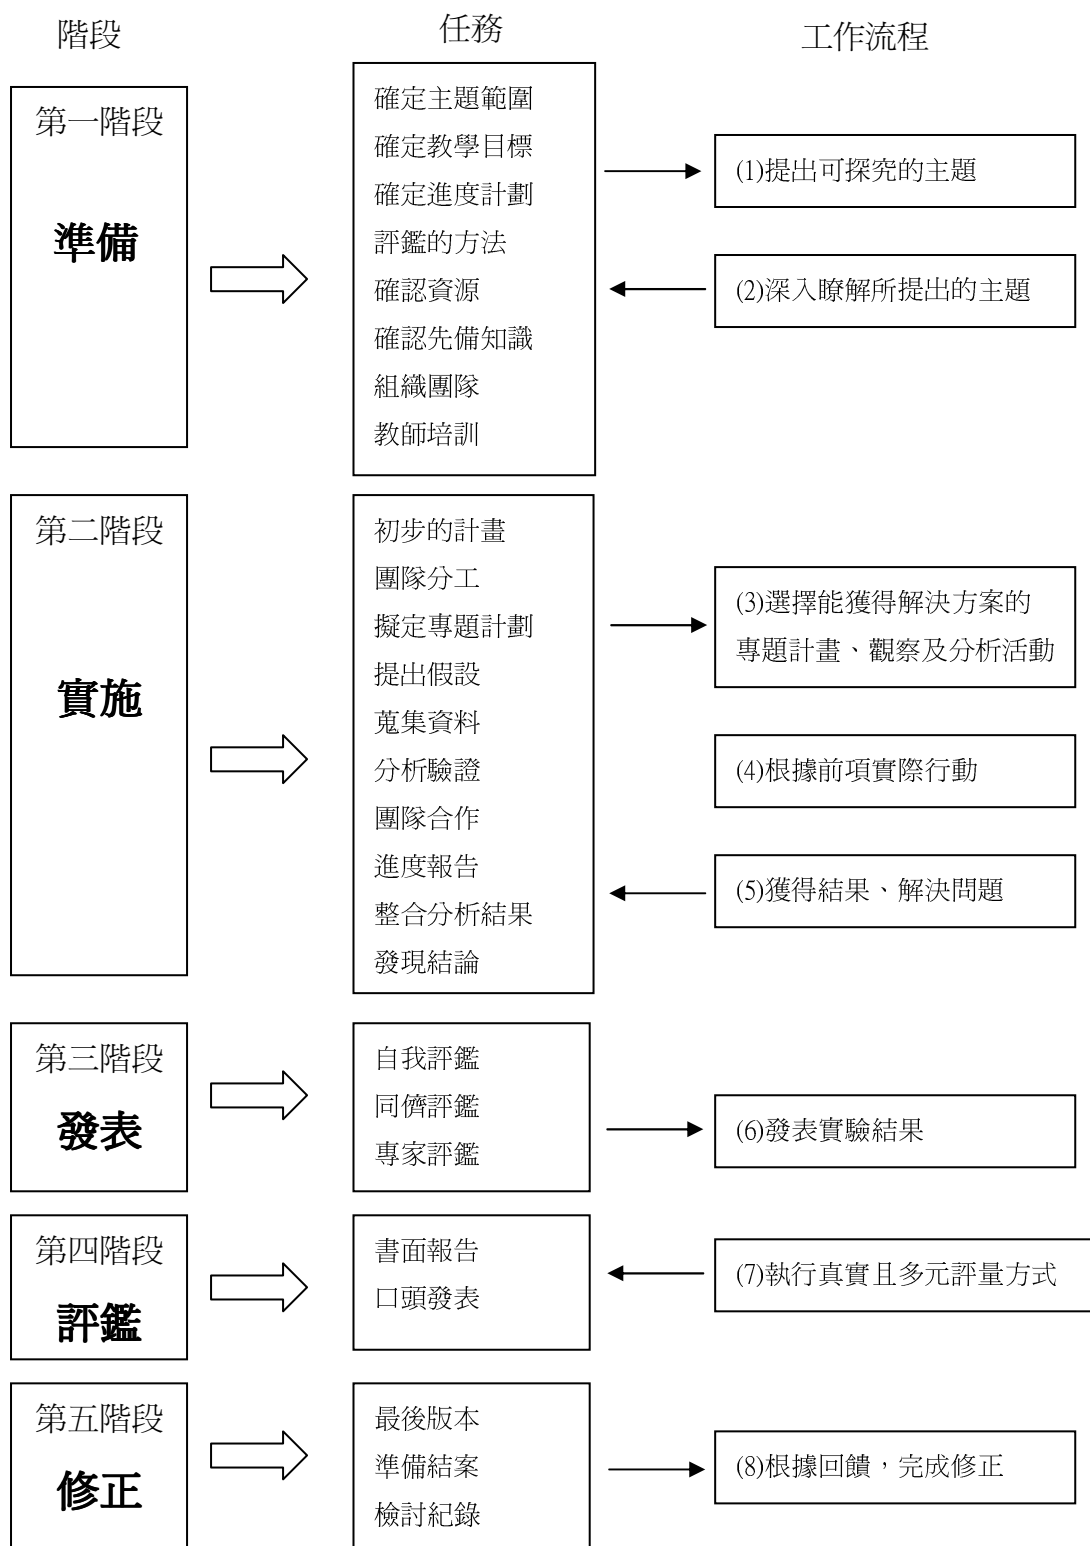 階段
任務
工作流程
第一階段
準備
確定主題範圍
確定教學目標
確定進度計劃
評鑑的方法
確認資源
確認先備知識
組織團隊
教師培訓
(1)提出可探究的主題
(2)深入瞭解所提出的主題
第二階段
實施
初步的計畫
團隊分工
擬定專題計劃
提出假設
蒐集資料
分析驗證
團隊合作
進度報告
整合分析結果
發現結論
(3)選擇能獲得解決方案的
專題計畫、觀察及分析活動
(4)根據前項實際行動
(5)獲得結果、解決問題
第三階段
發表
自我評鑑
同儕評鑑
專家評鑑
(6)發表實驗結果
第四階段
評鑑
書面報告
口頭發表
(7)執行真實且多元評量方式
第五階段
修正
最後版本
準備結案
檢討紀錄
(8)根據回饋，完成修正